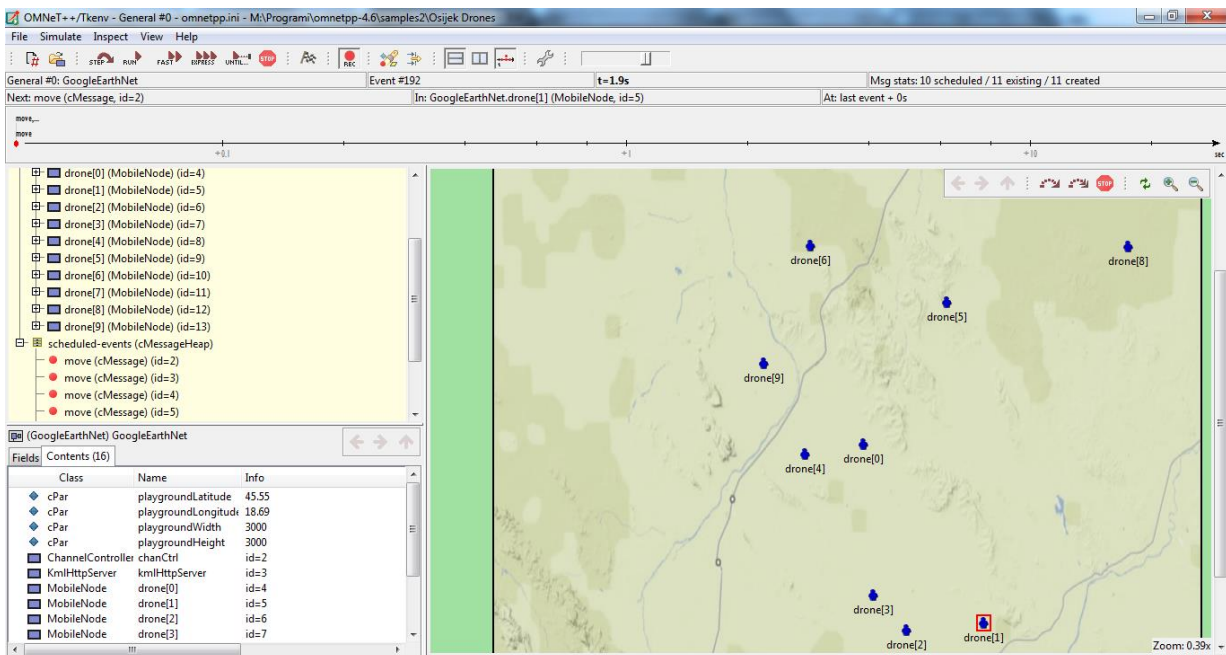 OMNeT++/Tkenv - General #0 - omnetpp.ini - M:\Programi\omnetpp-4.6\samples2\Osijek Drones
File Simulate Inspect View Help
STEP RUN FAST EXPRESS UNTIL... STOP REC
General #0: GoogleEarthNet Event #192 t=1.9s Msg stats: 10 scheduled / 11 existing / 11 created
Next: move (cMessage, id=2) In: GoogleEarthNet.drone[1] (MobileNode, id=5) At: last event + 0s
move,...
move
+0.1 +1 +10 sec
drone[0] (MobileNode) (id=4)
drone[1] (MobileNode) (id=5)
drone[2] (MobileNode) (id=6)
drone[3] (MobileNode) (id=7)
drone[4] (MobileNode) (id=8)
drone[5] (MobileNode) (id=9)
drone[6] (MobileNode) (id=10)
drone[7] (MobileNode) (id=11)
drone[8] (MobileNode) (id=12)
drone[9] (MobileNode) (id=13)
scheduled-events (cMessageHeap)
move (cMessage) (id=2)
move (cMessage) (id=3)
move (cMessage) (id=4)
move (cMessage) (id=5)
(GoogleEarthNet) GoogleEarthNet
Fields Contents (16)
Class Name Info
cPar playgroundLatitude 45.55
cPar playgroundLongitude 18.69
cPar playgroundWidth 3000
cPar playgroundHeight 3000
ChannelController chanCtrl id=2
KmlHttpServer kmlHttpServer id=3
MobileNode drone[0] id=4
MobileNode drone[1] id=5
MobileNode drone[2] id=6
MobileNode drone[3] id=7
STOP
drone[6]
drone[8]
drone[5]
drone[9]
drone[0]
drone[4]
drone[3]
drone[1]
drone[2]
Zoom: 0.39x